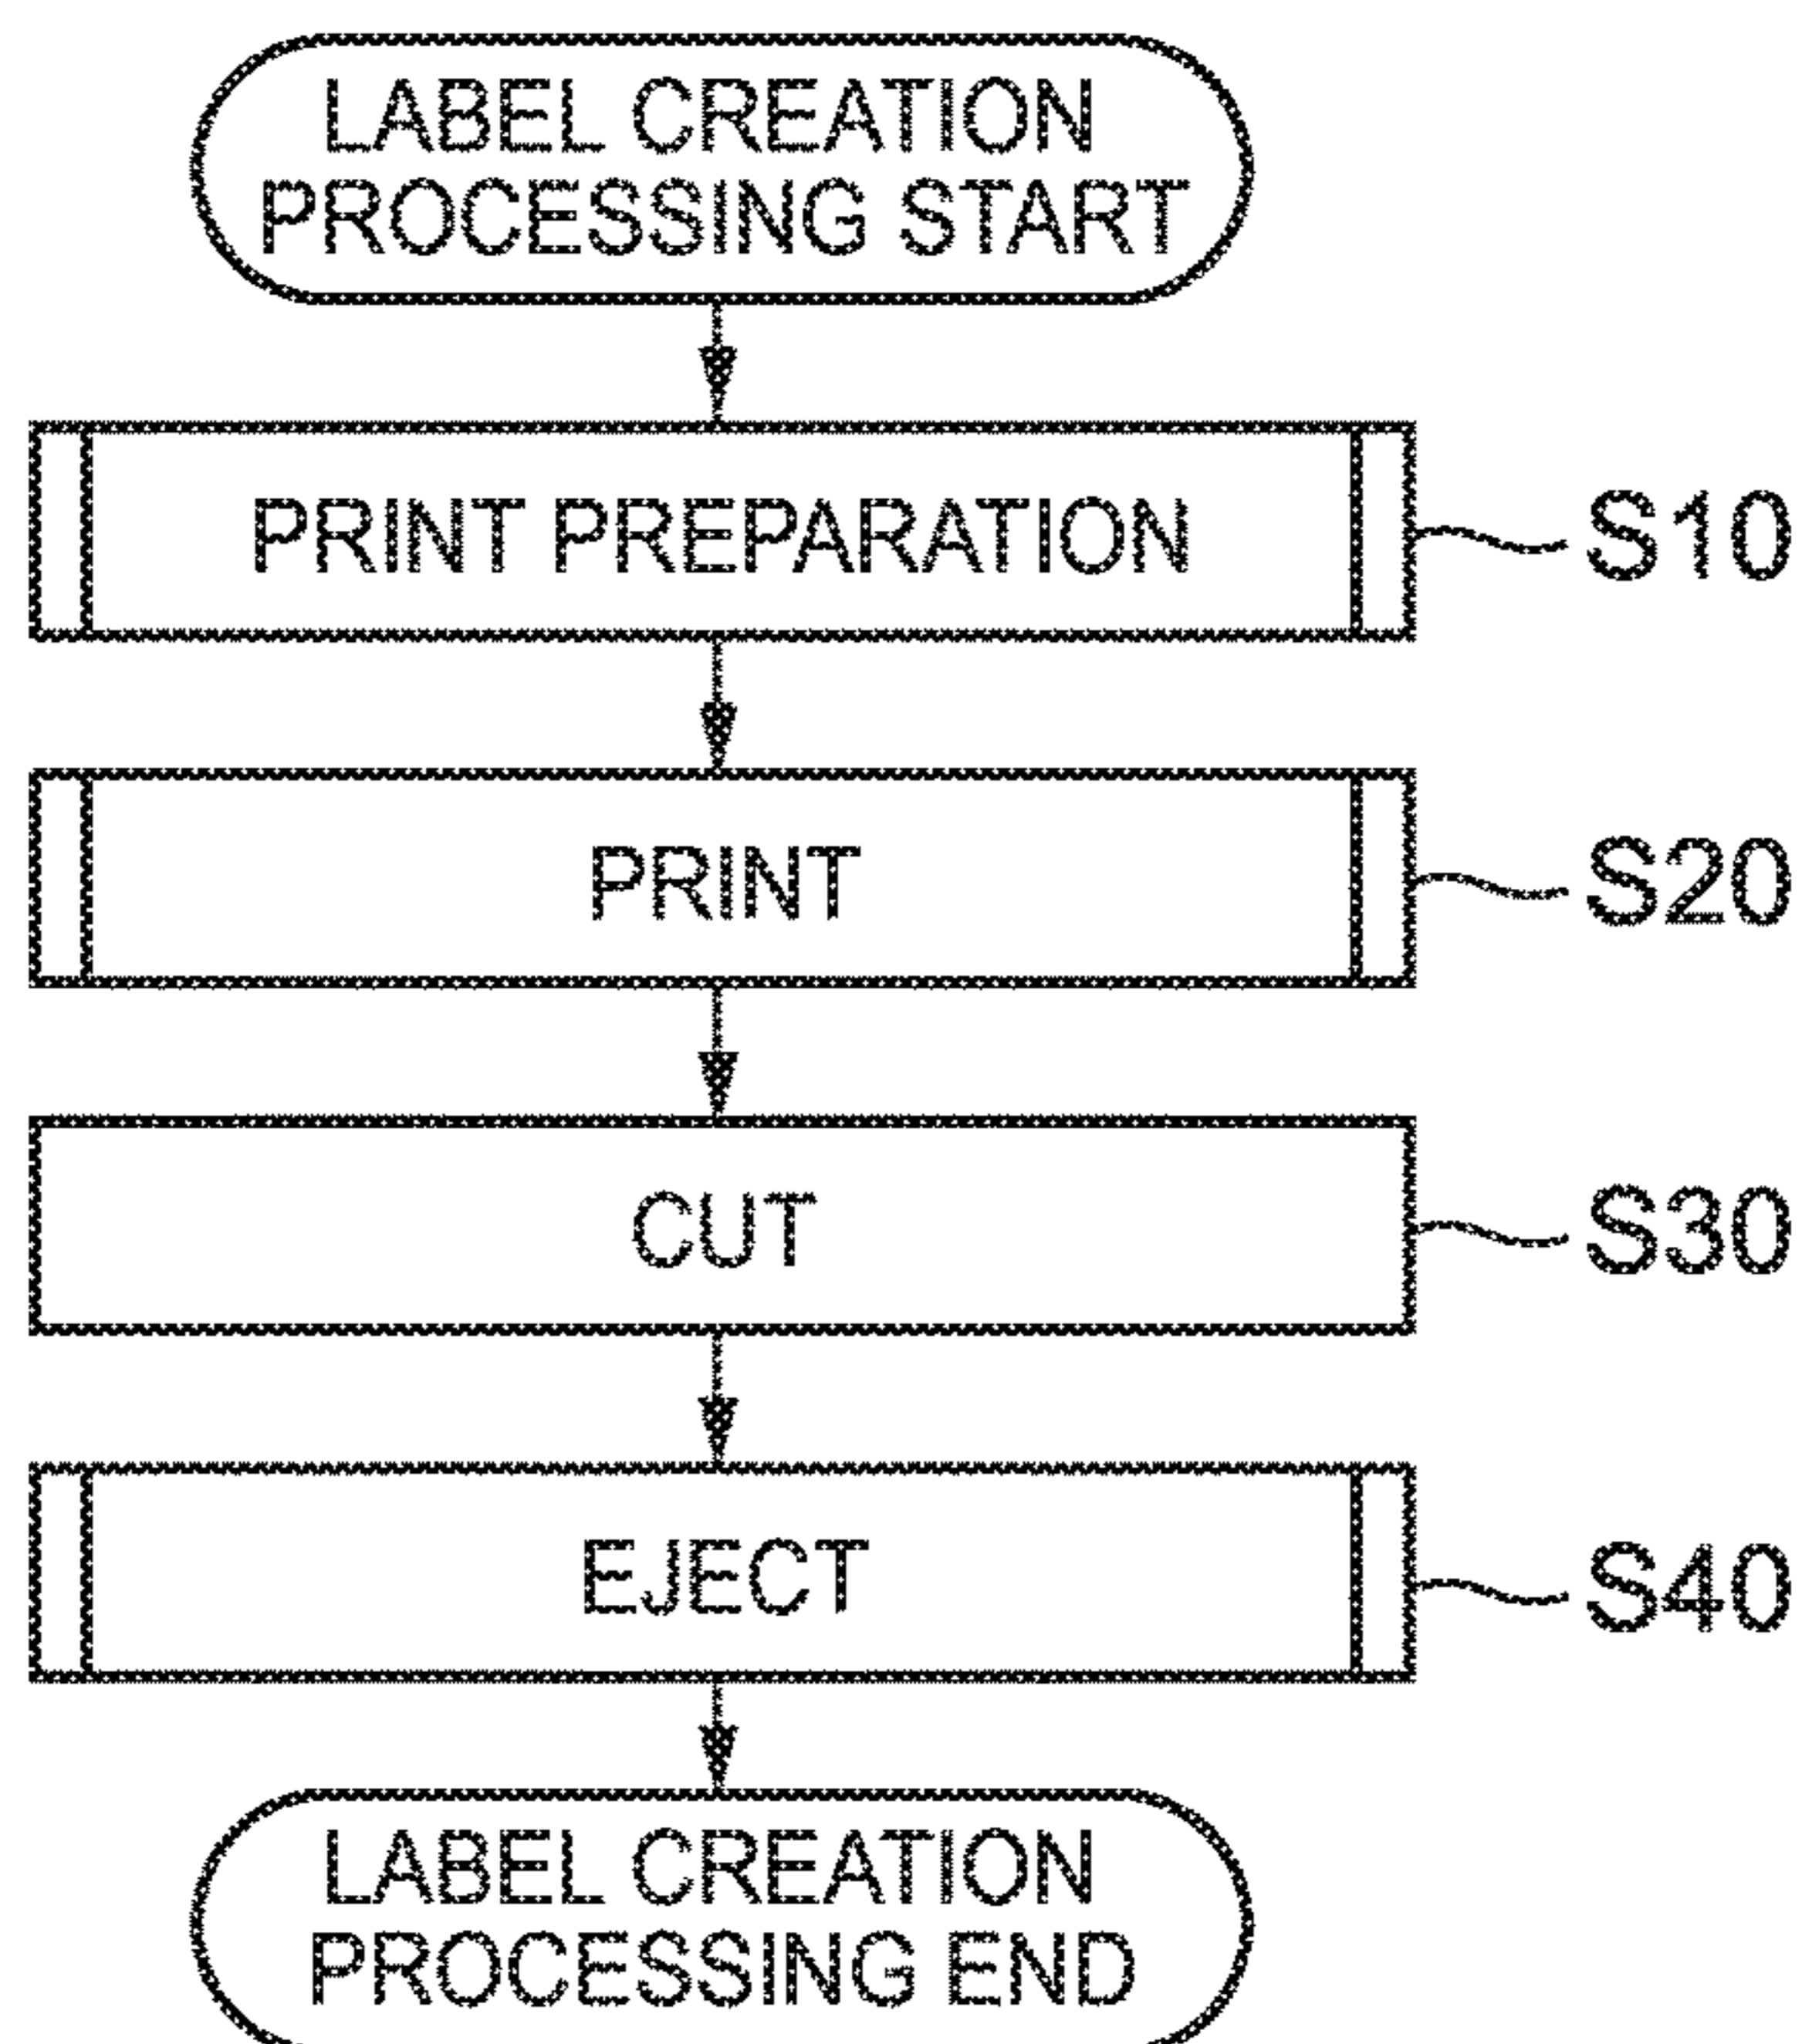 LABEL CREATION
PROCESSING START
PRINT PREPARATION
S10
PRINT
S20
CUT
S30
EJECT
S40
LABEL CREATION
PROCESSING END